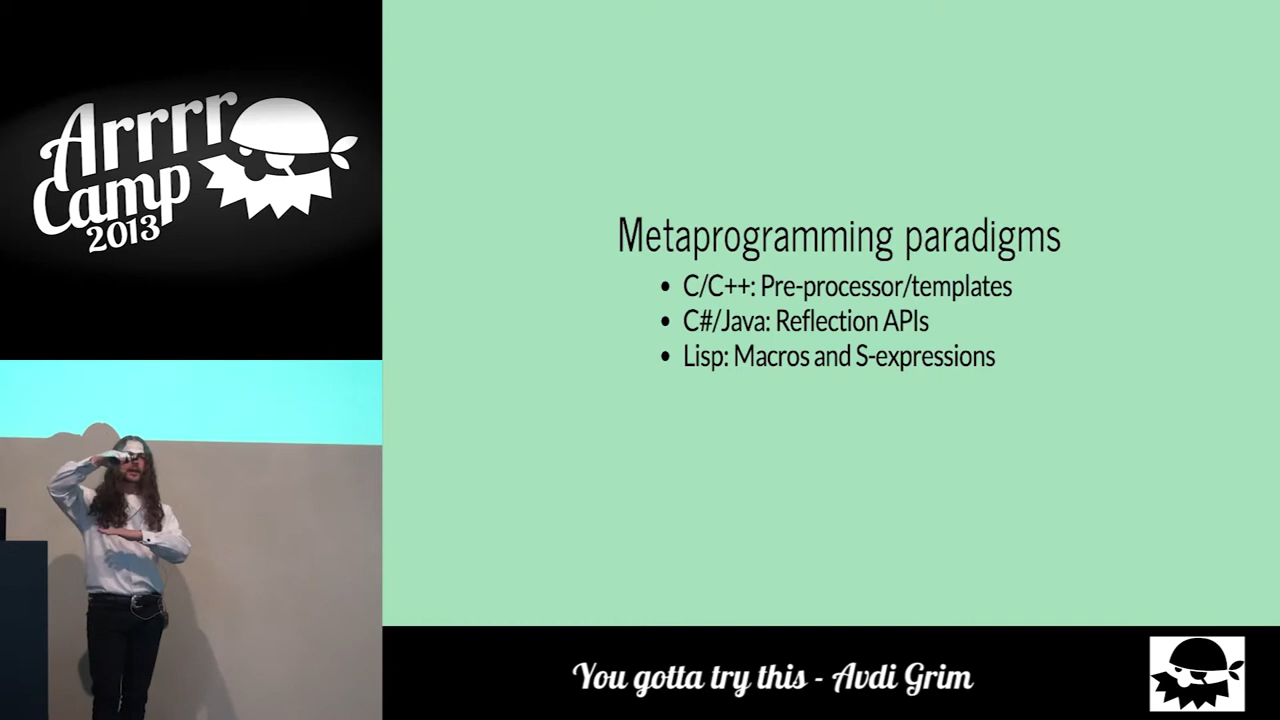 Arrrr
Camp
2013
Metaprogramming paradigms
• C/C++: Pre-processor/templates
• C#/Java: Reflection APIs
• Lisp: Macros and S-expressions
You gotta try this - Avdi Grim